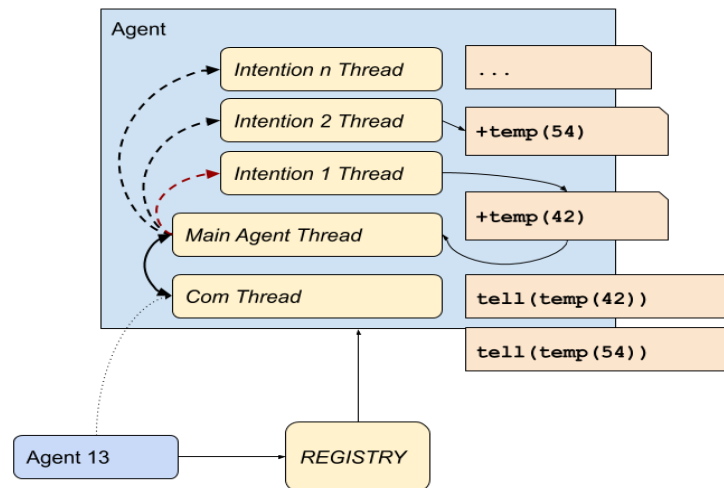 Agent
Intention n Thread
...
Intention 2 Thread
+temp(54)
Intention 1 Thread
+temp(42)
Main Agent Thread
Com Thread
tell(temp(42))
tell(temp(54))
Agent 13
REGISTRY